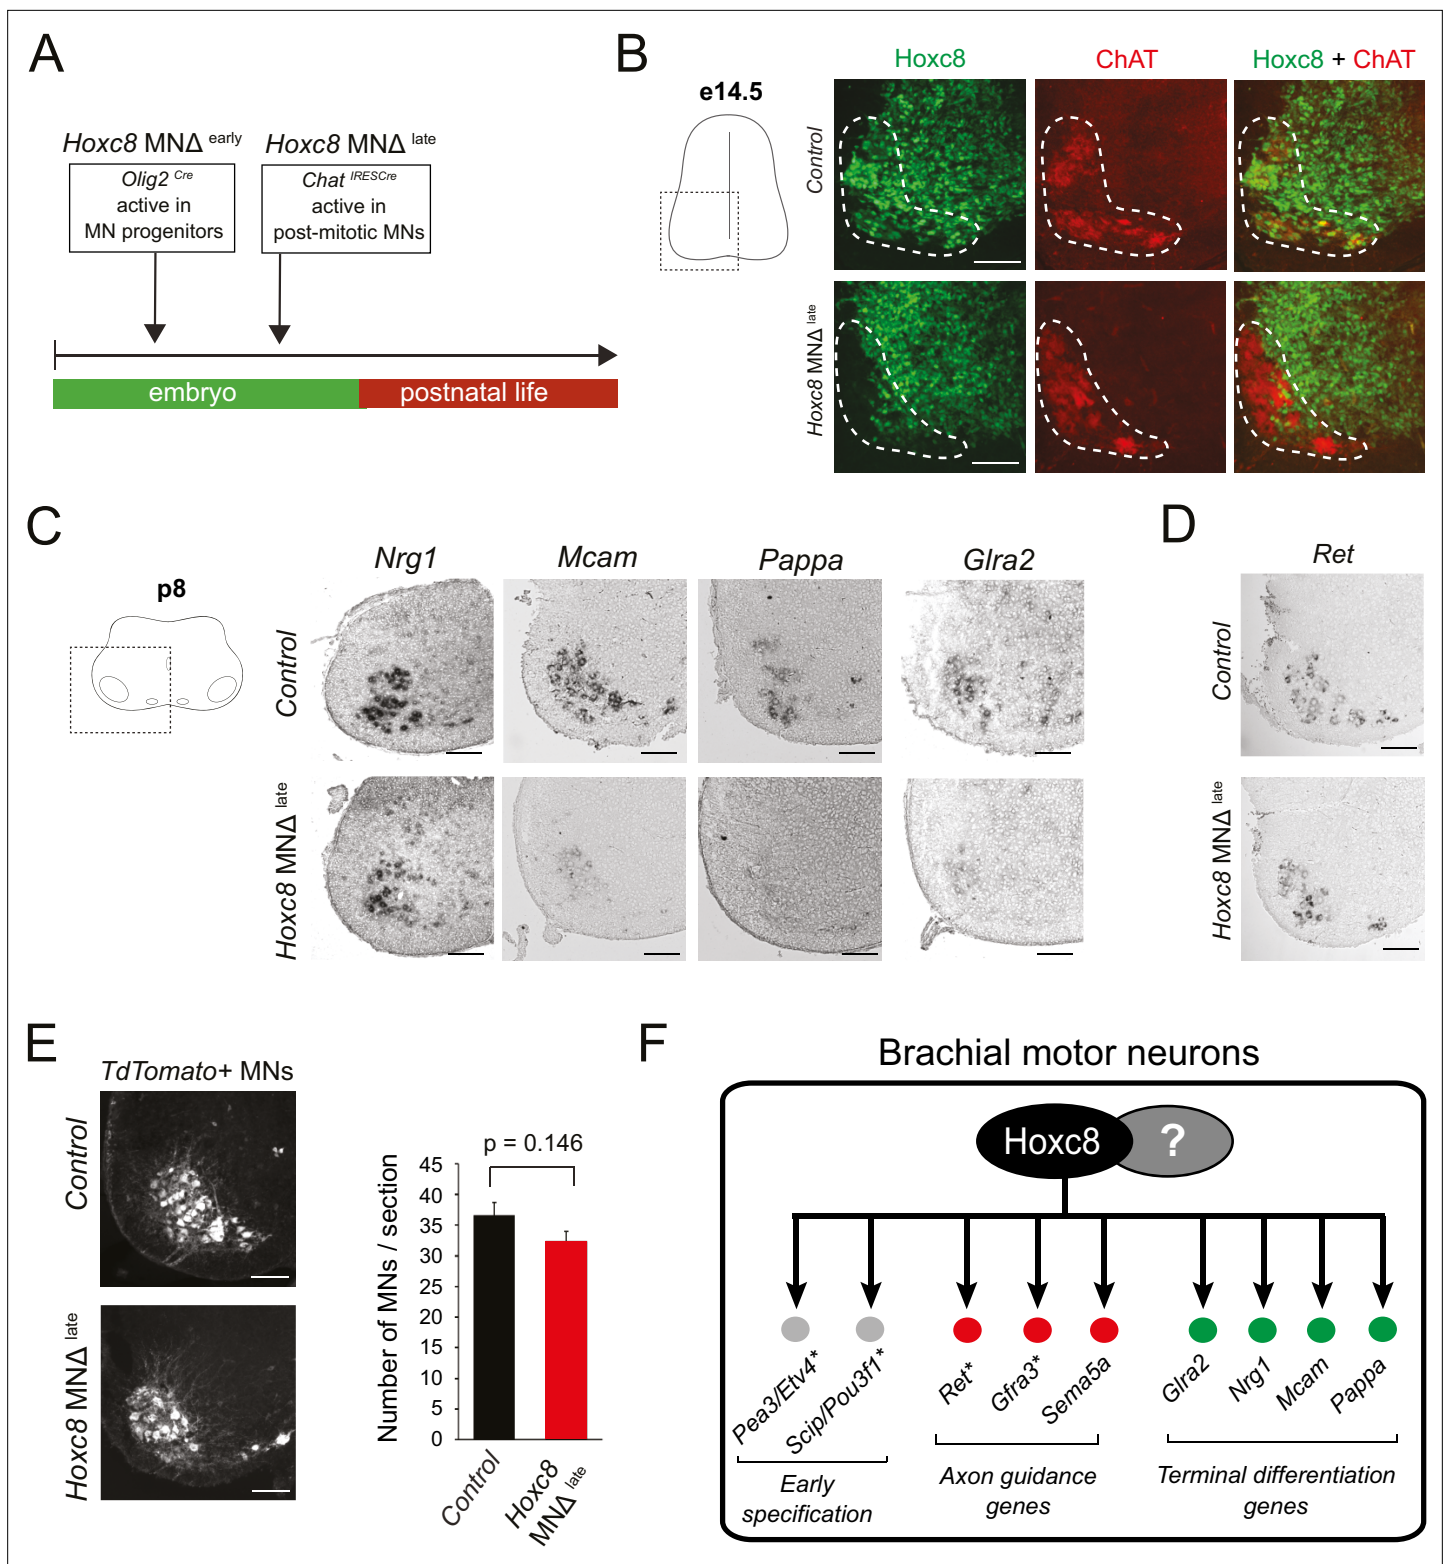 A
Hoxc8 MNΔ early
Olig2 Cre
active in
MN progenitors
Hoxc8 MNΔ late
Chat IRESCre
active in
post-mitotic MNs
embryo
postnatal life
B
e14.5
Hoxc8
ChAT
Hoxc8 + ChAT
Control
Hoxc8 MNΔ late
C
p8
Nrg1
Mcam
Pappa
Glra2
Control
Hoxc8 MNΔ late
D
Ret
Control
Hoxc8 MNΔ late
E
TdTomato+ MNs
Control
Hoxc8 MNΔ late
p = 0.146
Number of MNs / section
45
40
35
30
25
20
15
10
5
0
Control
Hoxc8
MNΔ late
F
Brachial motor neurons
Hoxc8
?
Pea3/Etv4*
Scip/Pou3f1*
Ret*
Gfra3*
Sema5a
Glra2
Nrg1
Mcam
Pappa
Early
specification
Axon guidance
genes
Terminal differentiation
genes